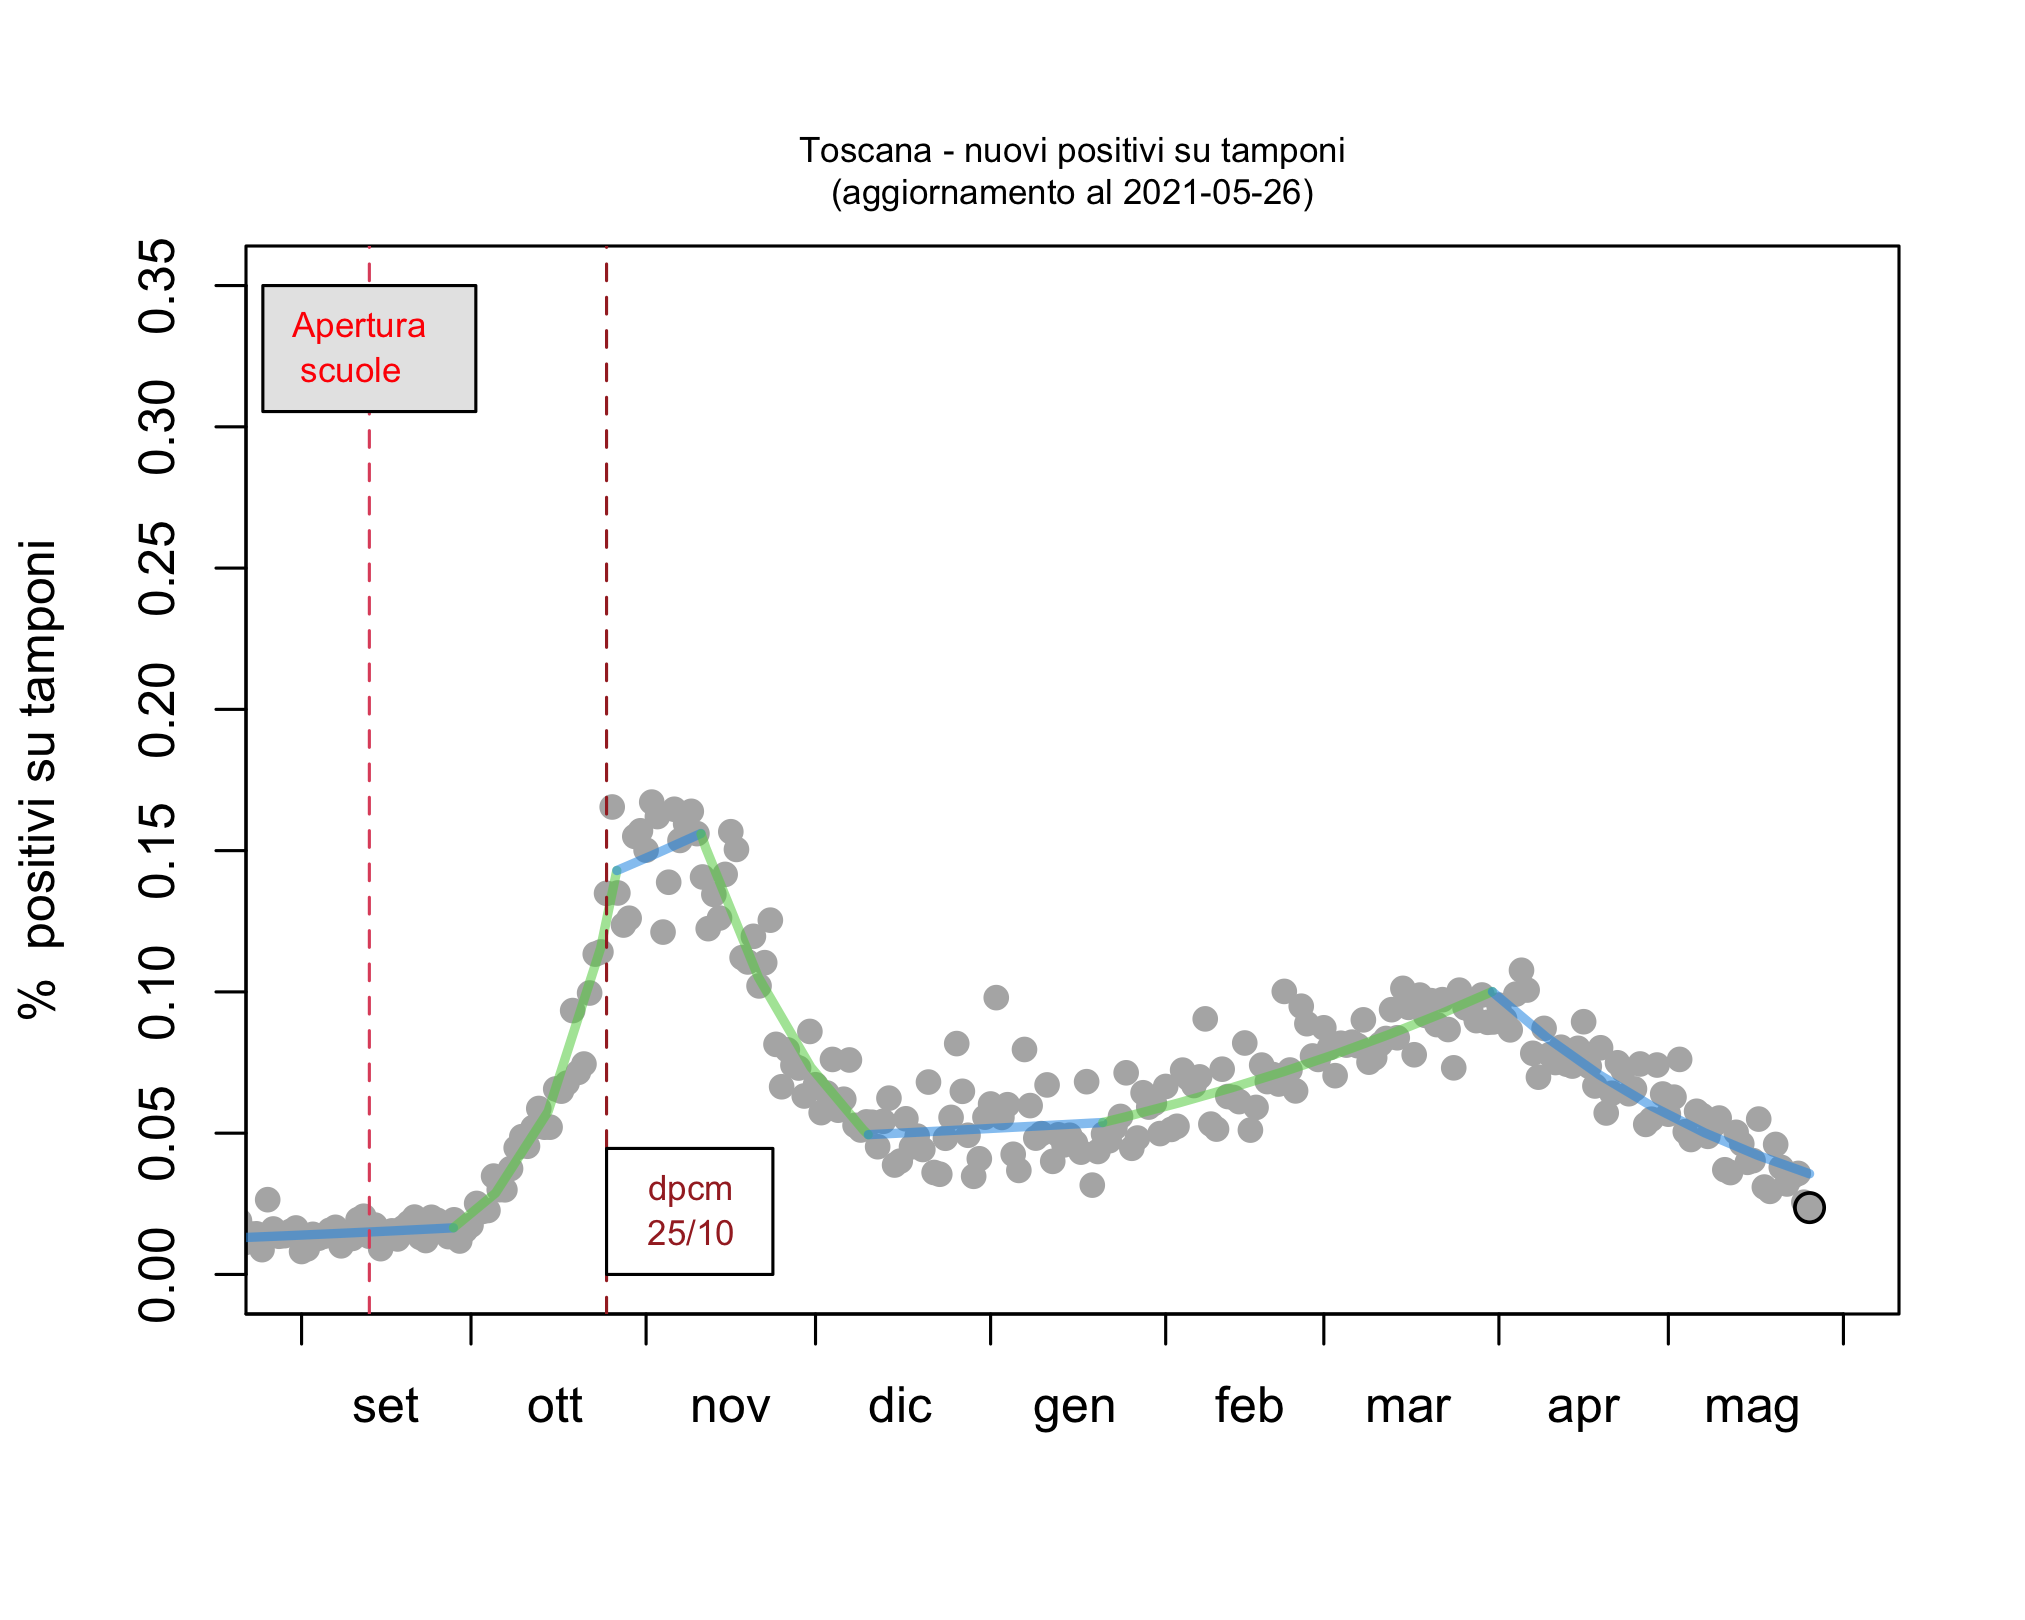 Toscana - nuovi positivi su tamponi
(aggiornamento al 2021-05-26)
% positivi su tamponi
0.35
0.30
0.25
0.20
0.15
0.10
0.05
0.00
Apertura
scuole
dpcm
25/10
set ott nov dic gen feb mar apr mag